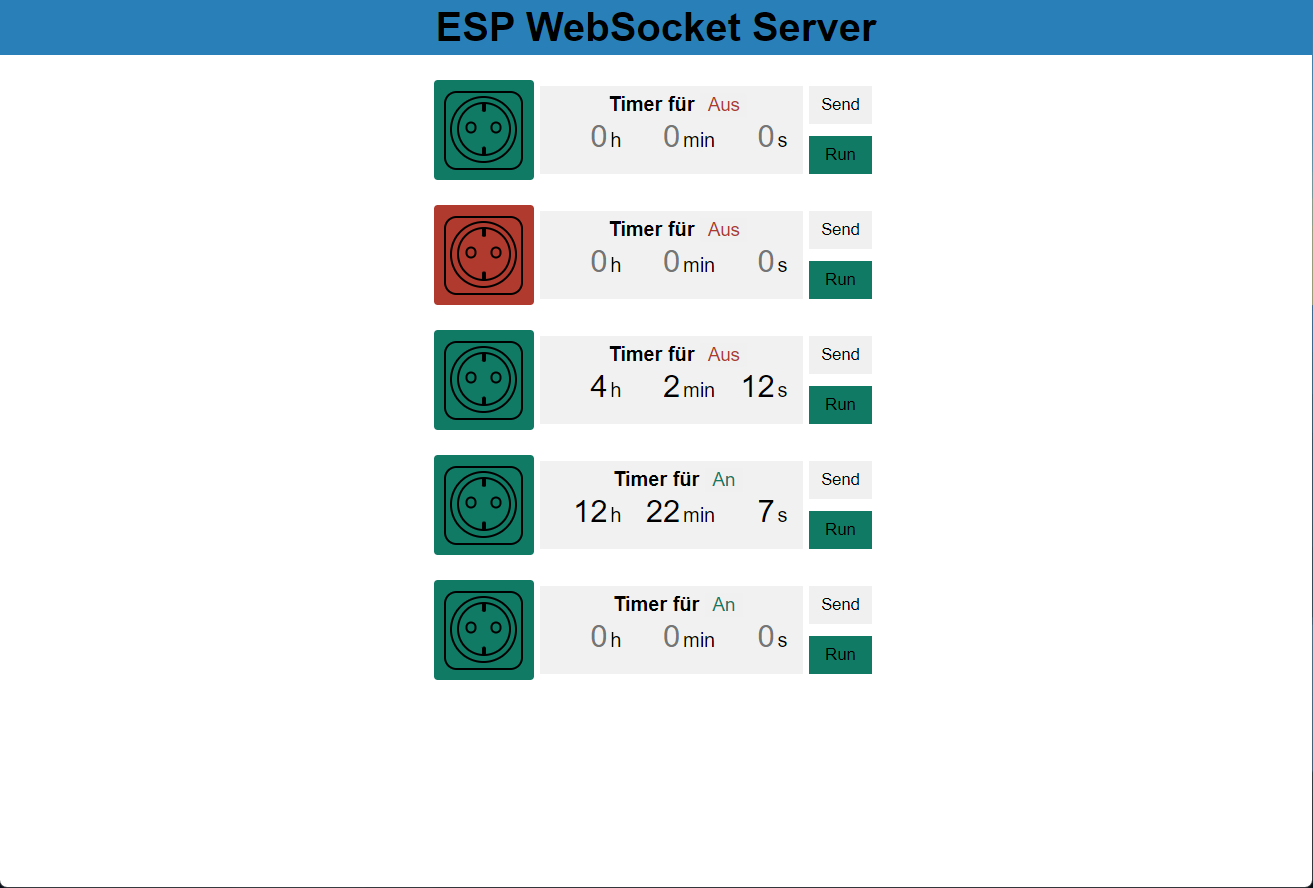 ESP WebSocket Server
Timer für Aus
Send
0 h 0 min 0 s
Run
Timer für Aus
Send
0 h 0 min 0 s
Run
Timer für Aus
Send
4 h 2 min 12 s
Run
Timer für An
Send
12 h 22 min 7 s
Run
Timer für An
Send
0 h 0 min 0 s
Run